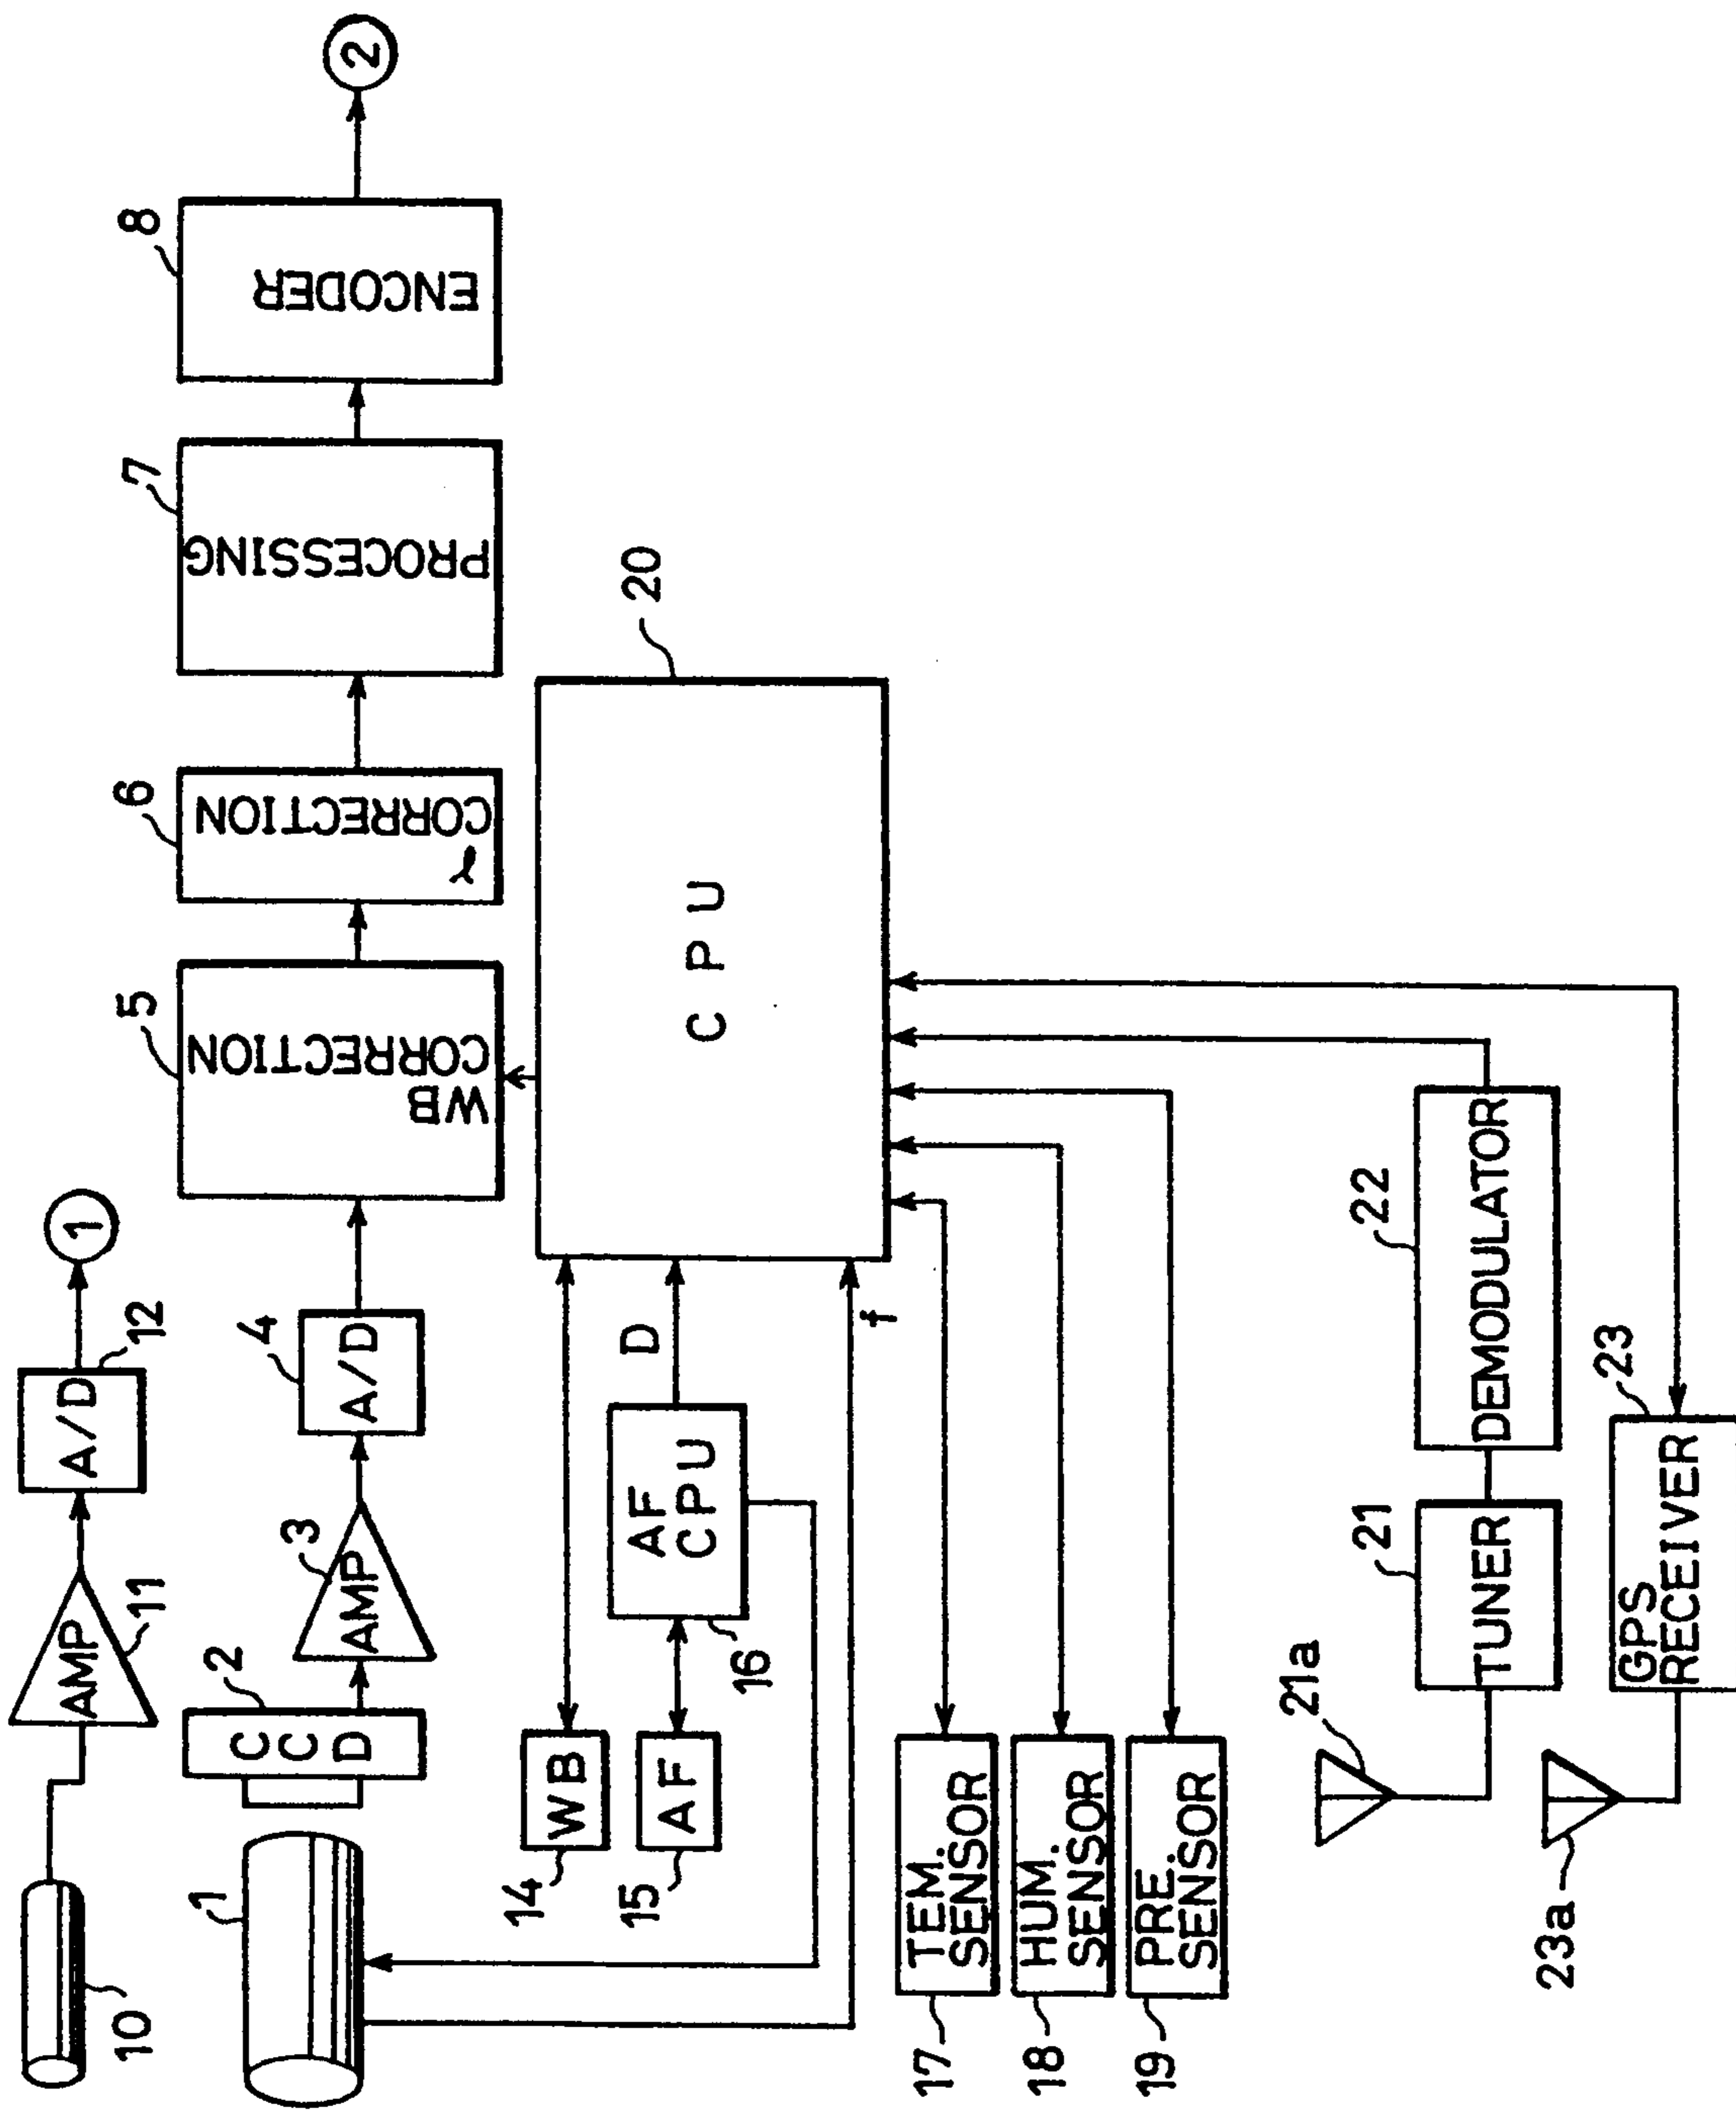 10
AMP
11
A/D
12
1
1
C C D
2
AMP
3
A/D
4
WB
CORRECTION
5
γ
CORRECTION
6
PROCESSING
7
ENCODER
8
2
WB
14
AF
15
AF
CPU
16
D
f
CPU
20
TEM.
SENSOR
17
HUM.
SENSOR
18
PRE.
SENSOR
19
21a
TUNER
21
DEMODULATOR
22
23a
GPS
RECEIVER
23